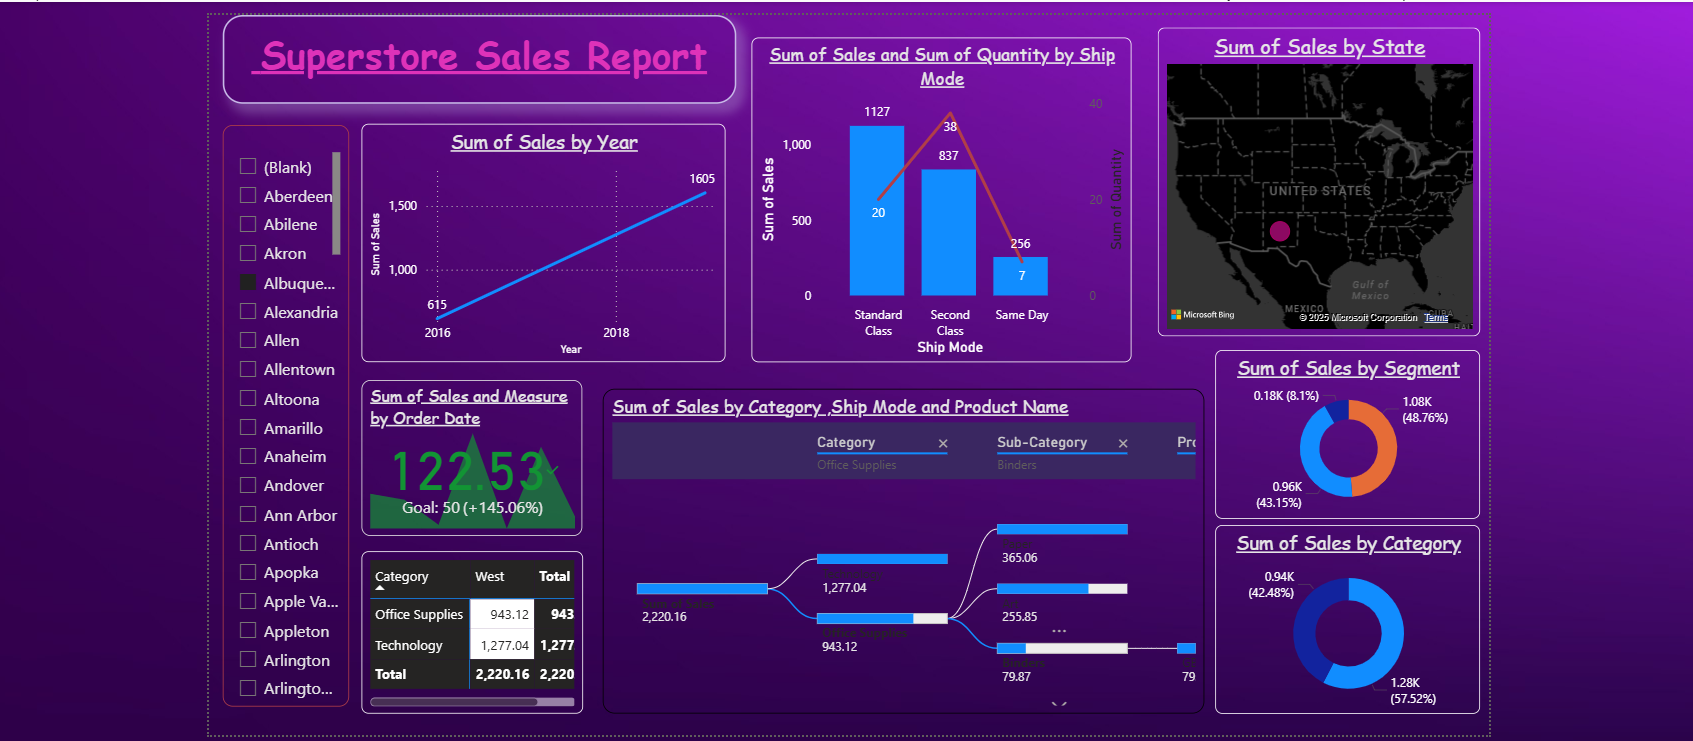 Superstore Sales Report
(Blank)
Aberdeen
Abilene
Akron
Albuque...
Alexandria
Allen
Allentown
Altoona
Amarillo
Anaheim
Andover
Ann Arbor
Antioch
Apopka
Apple Va...
Appleton
Arlington
Arlingto...
Sum of Sales by Year
Sum of Sales
1,500
1,000
615
1605
2016
2018
Year
Sum of Sales and Sum of Quantity by Ship
Mode
Sum of Sales
1,000
500
0
1127
38
837
20
256
7
40
20
0
Sum of Quantity
Standard
Class
Second
Class
Same Day
Ship Mode
Sum of Sales by State
UNITED STATES
Gulf of
Mexico
MEXICO
CUBA
Microsoft Bing
© 2025 Microsoft Corporation Terms
Sum of Sales and Measure
by Order Date
122.53
Goal: 50 (+145.06%)
Category West Total
Office Supplies 943.12 943
Technology 1,277.04 1,277
Total 2,220.16 2,220
Sum of Sales by Category ,Ship Mode and Product Name
Category
Office Supplies
Sub-Category
Binders
Pro
Sum of Sales
2,220.16
1,277.04
Office Supplies
943.12
365.06
255.85
...
Binders
79.87
79
Sum of Sales by Segment
0.18K (8.1%)
1.08K
(48.76%)
0.96K
(43.15%)
Sum of Sales by Category
0.94K
(42.48%)
1.28K
(57.52%)